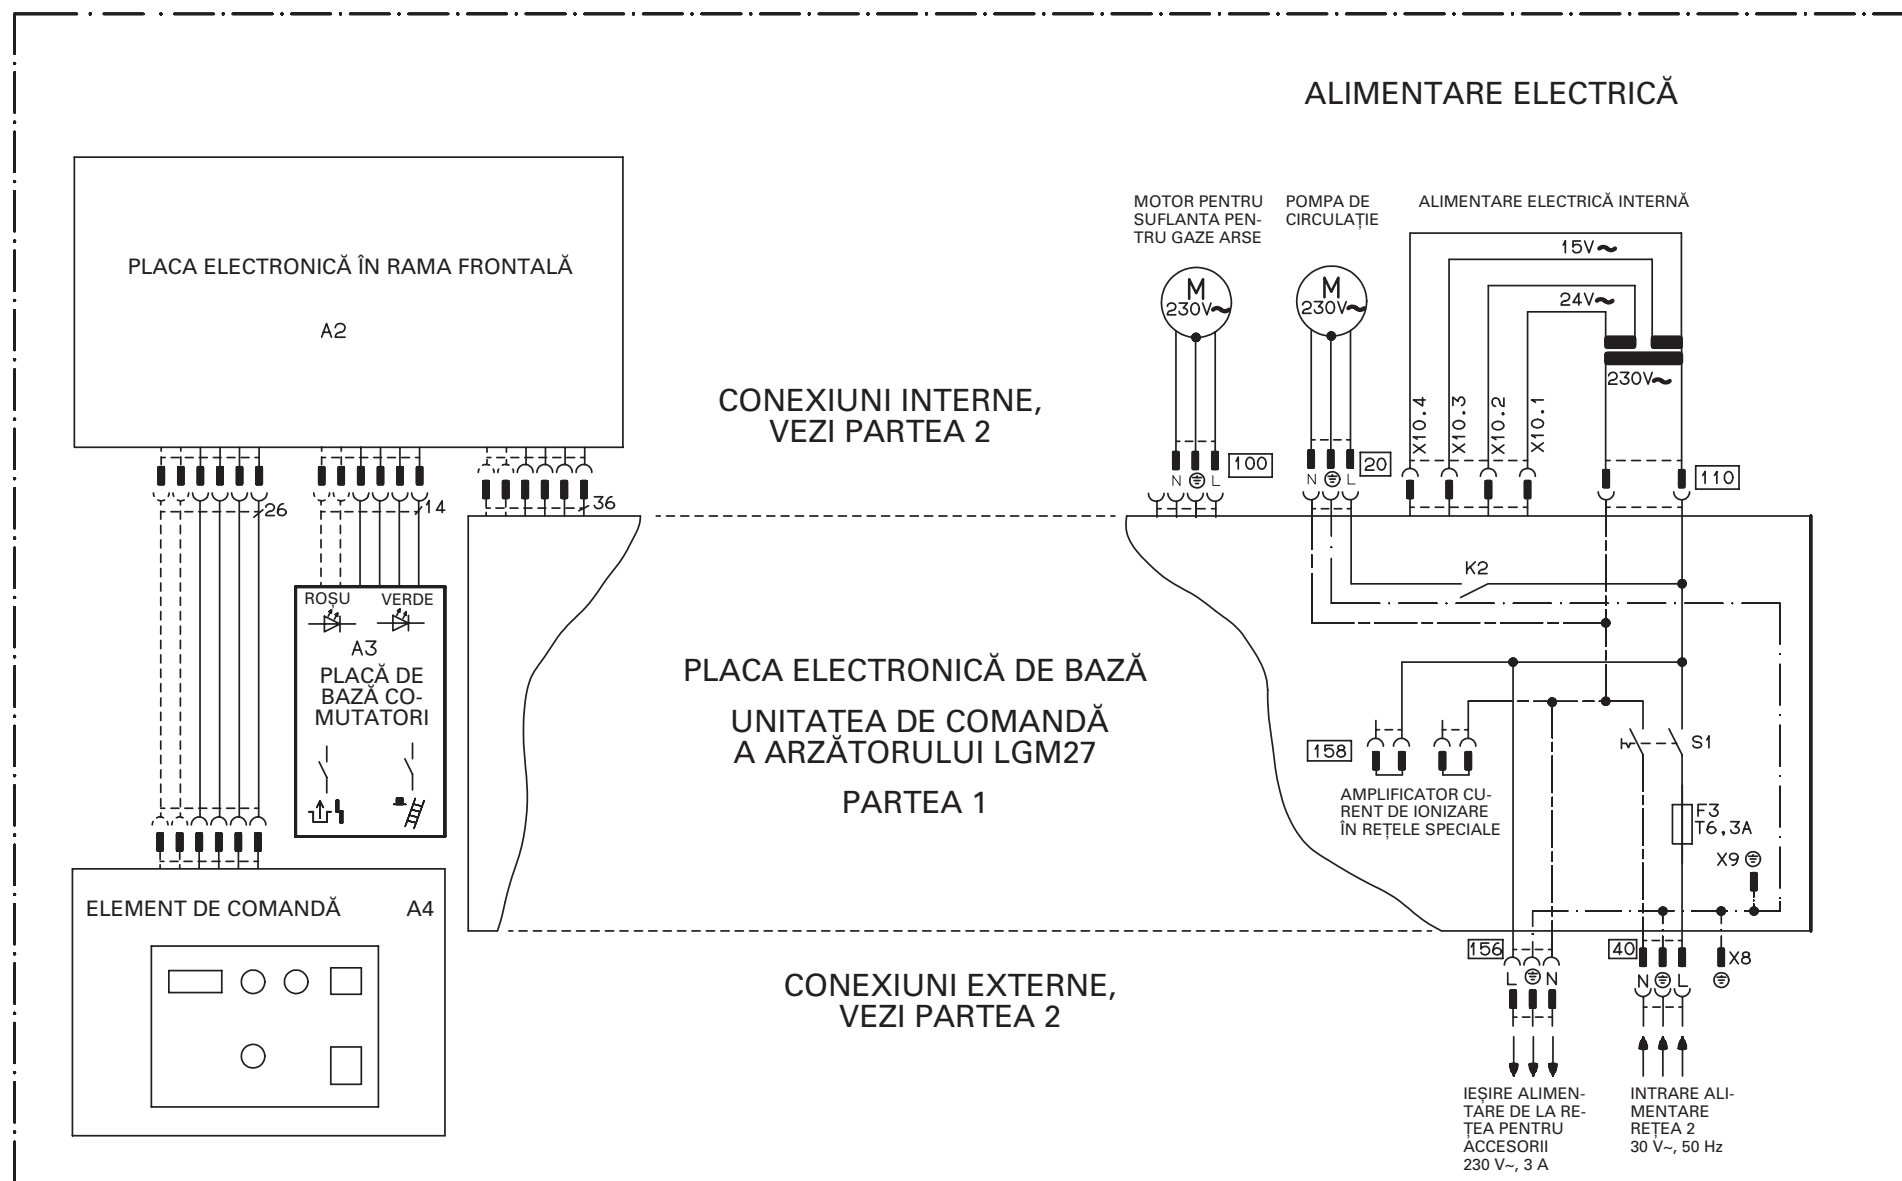 ALIMENTARE ELECTRICĂ
PLACA ELECTRONICĂ ÎN RAMA FRONTALĂ
A2
MOTOR PENTRU
SUFLANTA PEN-
TRU GAZE ARSE
POMPA DE
CIRCULAȚIE
ALIMENTARE ELECTRICĂ INTERNĂ
15V~
24V~
M
230V~
M
230V~
230V~
CONEXIUNI INTERNE,
VEZI PARTEA 2
X10.4
X10.3
X10.2
X10.1
N L
100
N L
20
110
26
14
36
ROȘU
VERDE
A3
PLACĂ DE
BAZĂ CO-
MUTATORI
K2
PLACA ELECTRONICĂ DE BAZĂ
UNITATEA DE COMANDĂ
A ARZĂTORULUI LGM27
PARTEA 1
158
S1
AMPLIFICATOR CU-
RENT DE IONIZARE
ÎN REȚELE SPECIALE
F3
T6,3A
X9
ELEMENT DE COMANDĂ
A4
CONEXIUNI EXTERNE,
VEZI PARTEA 2
156
L N
40
N L
X8
IEȘIRE ALIMEN-
TARE DE LA RE-
ȚEA PENTRU
ACCESORII
230 V~, 3 A
INTRARE ALI-
MENTARE
REȚEA 2
30 V~, 50 Hz